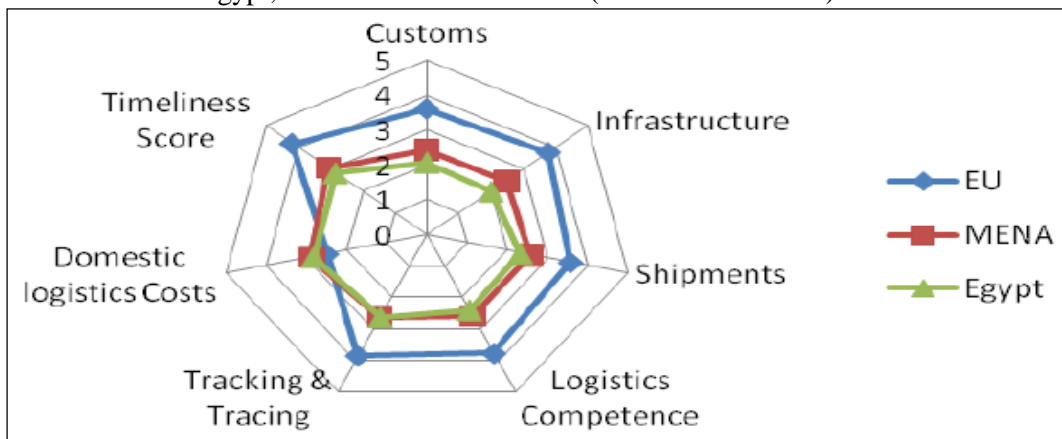 Customs
5
4
3
2
1
0
Timeliness
Score
Infrastructure
EU
MENA
Egypt
Domestic
logistics Costs
Shipments
Tracking &
Tracing
Logistics
Competence